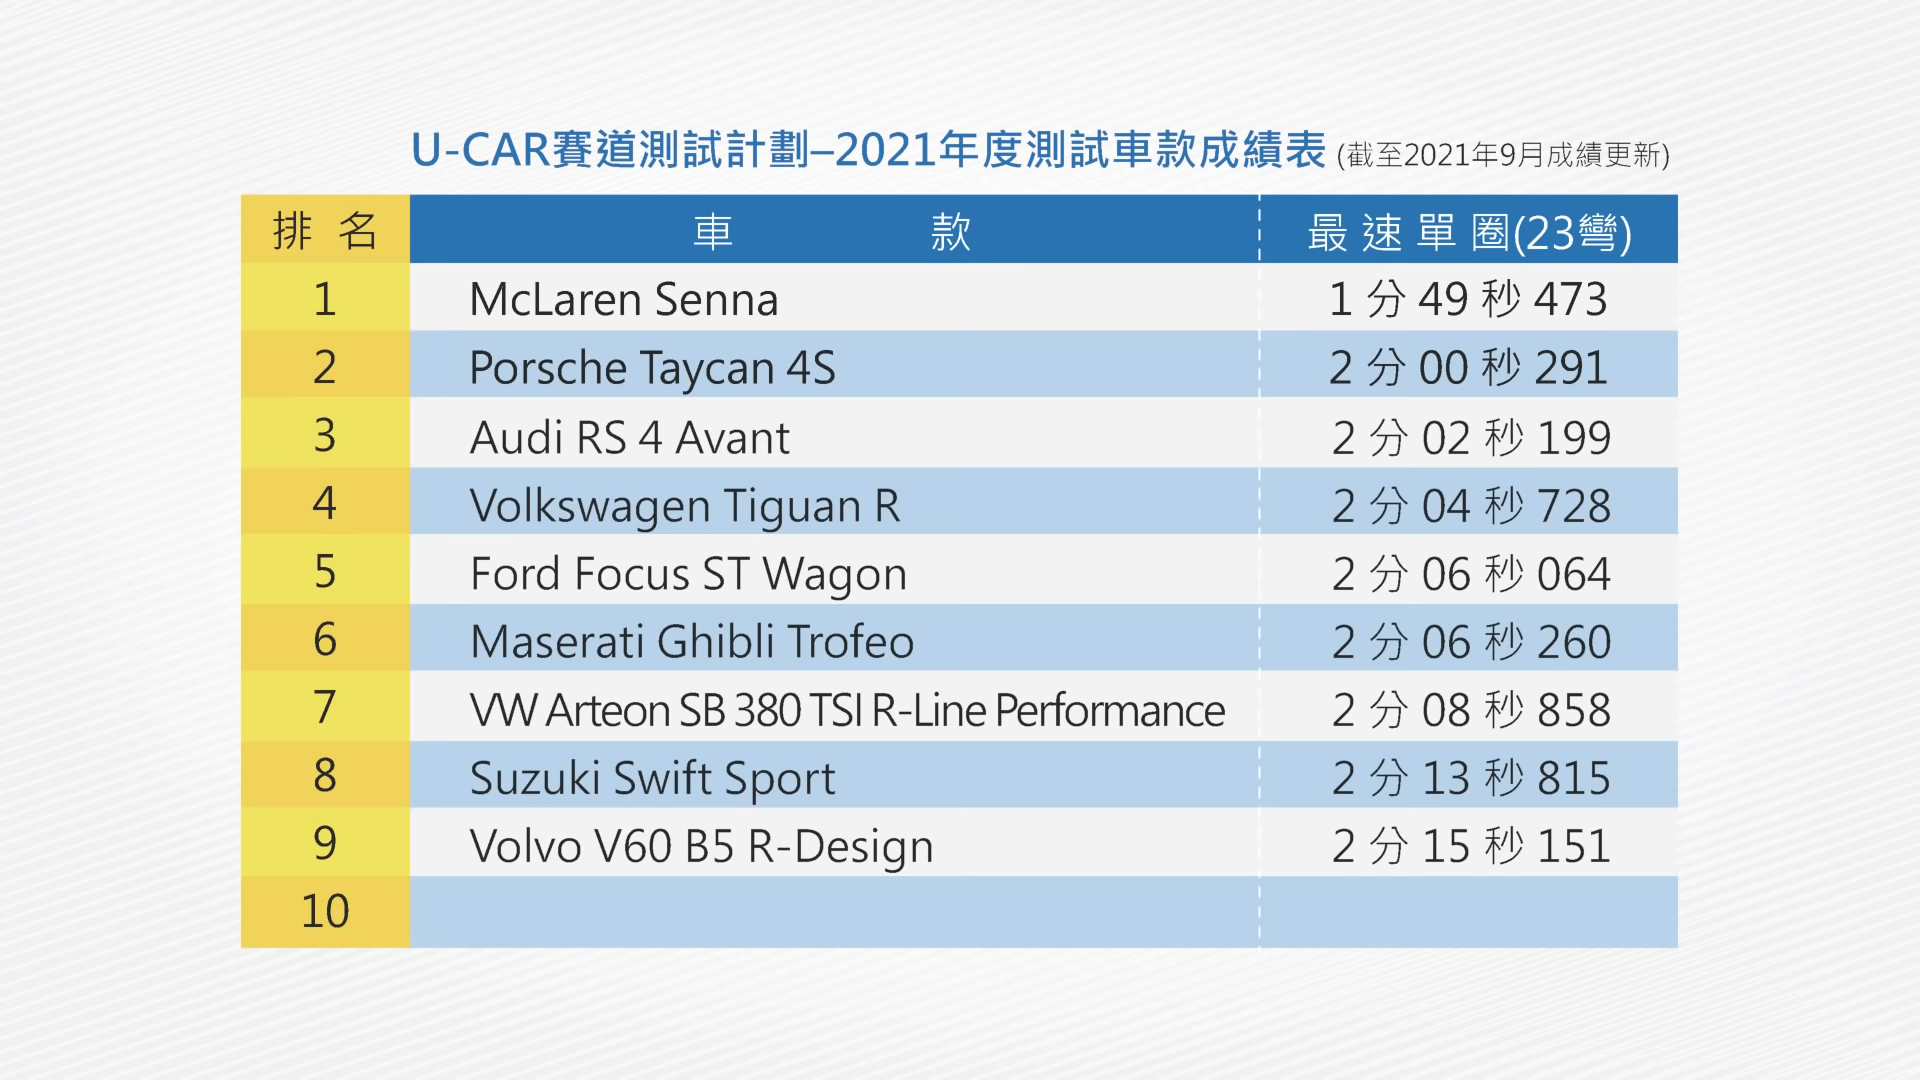 U-CAR賽道測試計劃–2021年度測試車款成績表 (截至2021年9月成績更新)
排 名 車 款 最 速 單 圈(23彎)
1 McLaren Senna 1 分 49 秒 473
2 Porsche Taycan 4S 2 分 00 秒 291
3 Audi RS 4 Avant 2 分 02 秒 199
4 Volkswagen Tiguan R 2 分 04 秒 728
5 Ford Focus ST Wagon 2 分 06 秒 064
6 Maserati Ghibli Trofeo 2 分 06 秒 260
7 VW Arteon SB 380 TSI R-Line Performance 2 分 08 秒 858
8 Suzuki Swift Sport 2 分 13 秒 815
9 Volvo V60 B5 R-Design 2 分 15 秒 151
10